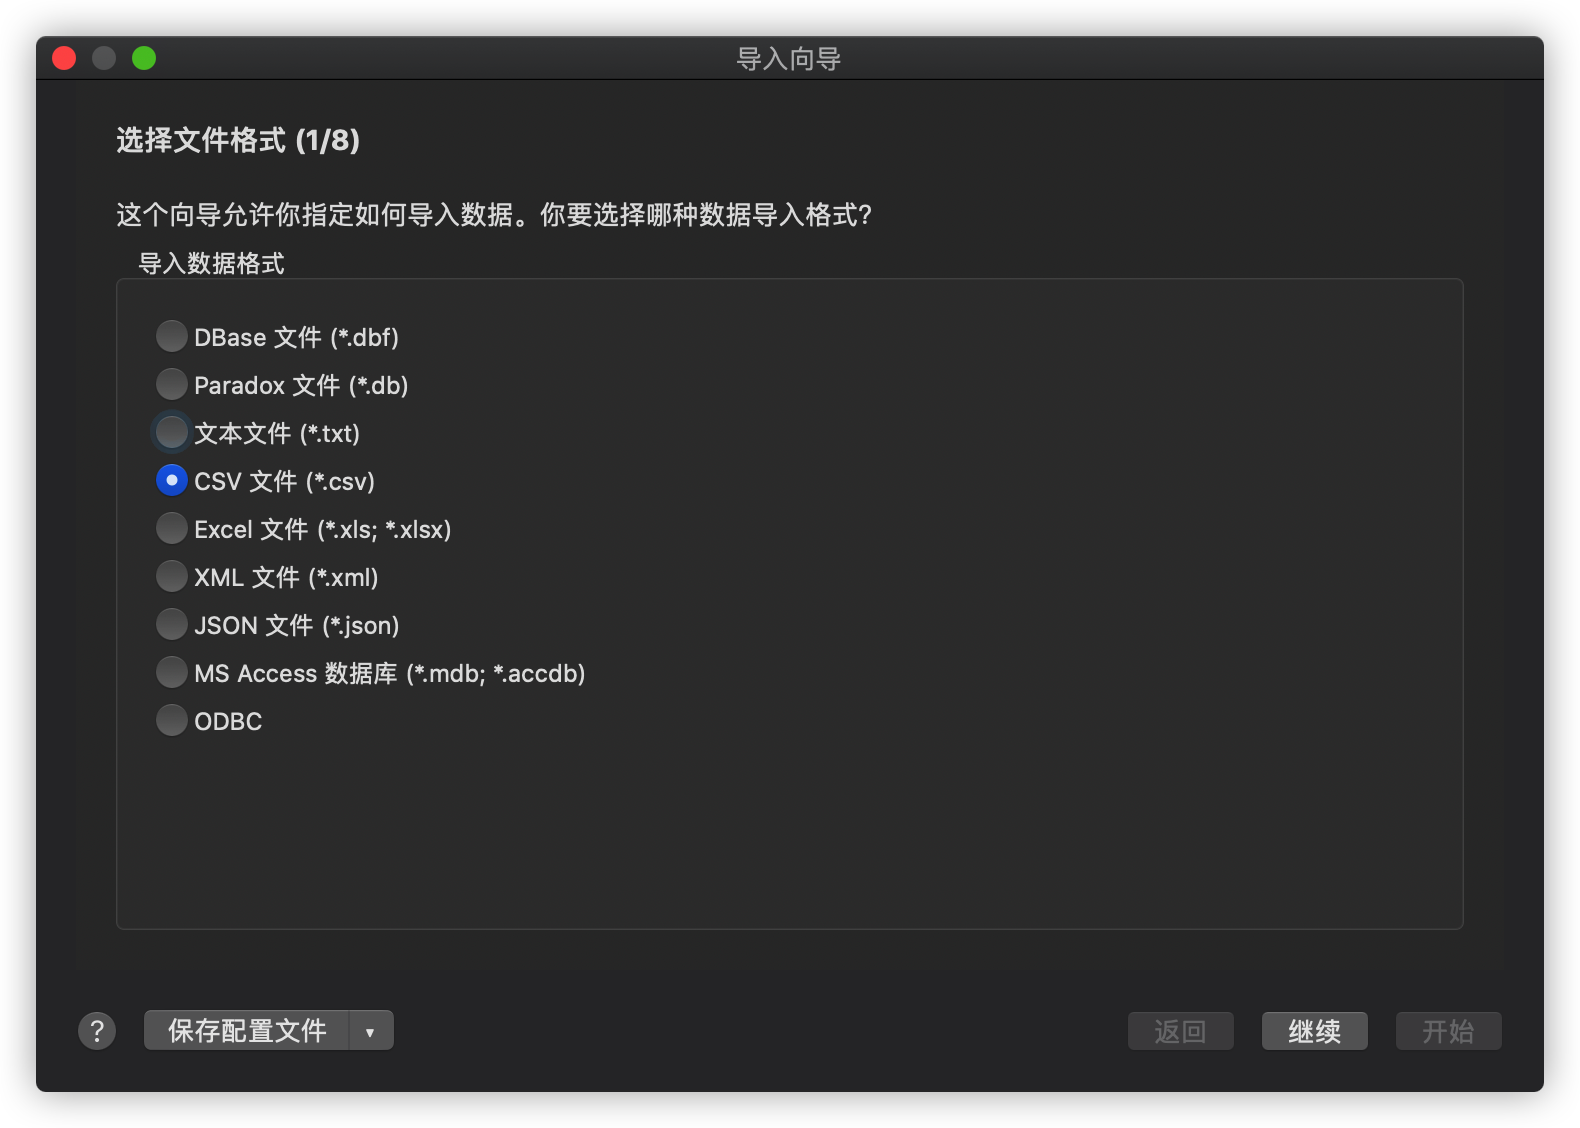 导入向导
选择文件格式 (1/8)
这个向导允许你指定如何导入数据。你要选择哪种数据导入格式?
导入数据格式
DBase 文件 (*.dbf)
Paradox 文件 (*.db)
文本文件 (*.txt)
CSV 文件 (*.csv)
Excel 文件 (*.xls; *.xlsx)
XML 文件 (*.xml)
JSON 文件 (*.json)
MS Access 数据库 (*.mdb; *.accdb)
ODBC
? 保存配置文件 ▼ 返回 继续 开始